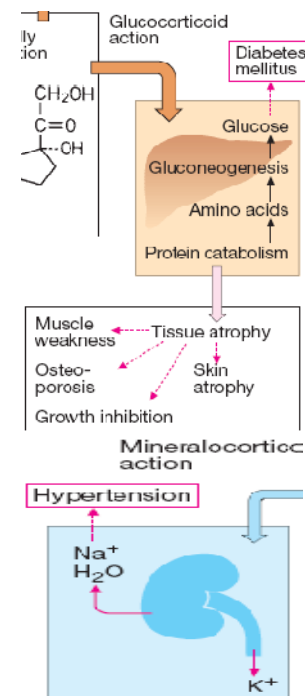 Glucocorticoid
action
lly
tion
Diabetes
mellitus
CH₂OH
C=O
OH
Glucose
Gluconeogenesis
Amino acids
Protein catabolism
Muscle
weakness
Tissue atrophy
Osteo-
porosis
Skin
atrophy
Growth inhibition
Mineralocortic
action
Hypertension
Na⁺
H₂O
K⁺